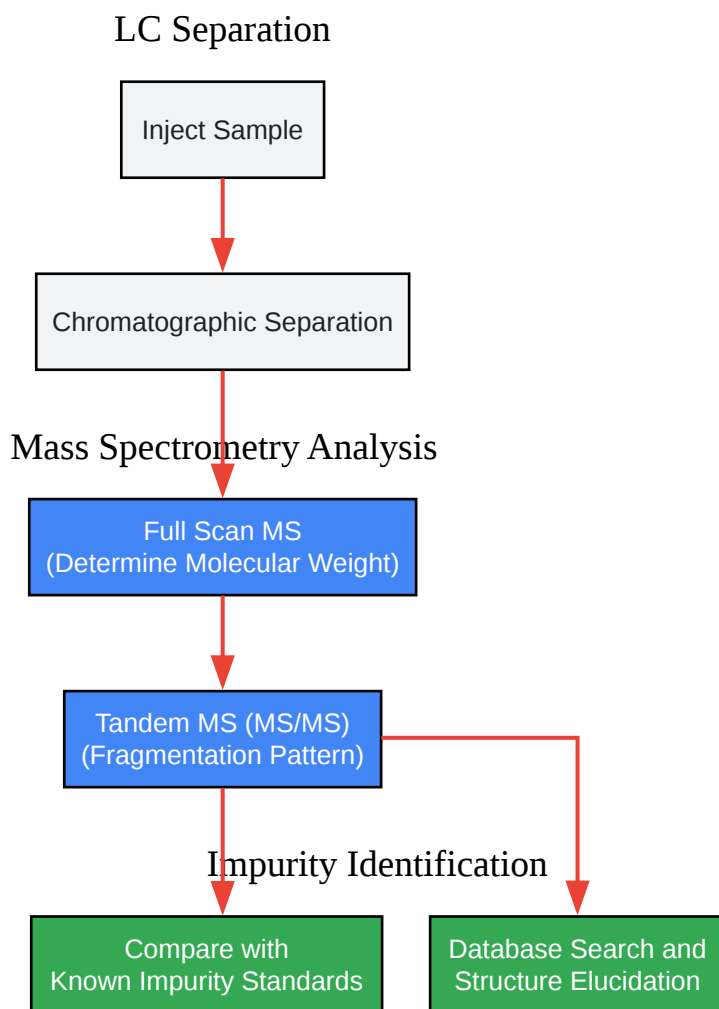 LC Separation
Inject Sample
Chromatographic Separation
Mass Spectrometry Analysis
Full Scan MS
(Determine Molecular Weight)
Tandem MS (MS/MS)
(Fragmentation Pattern)
Impurity Identification
Compare with
Known Impurity Standards
Database Search and
Structure Elucidation